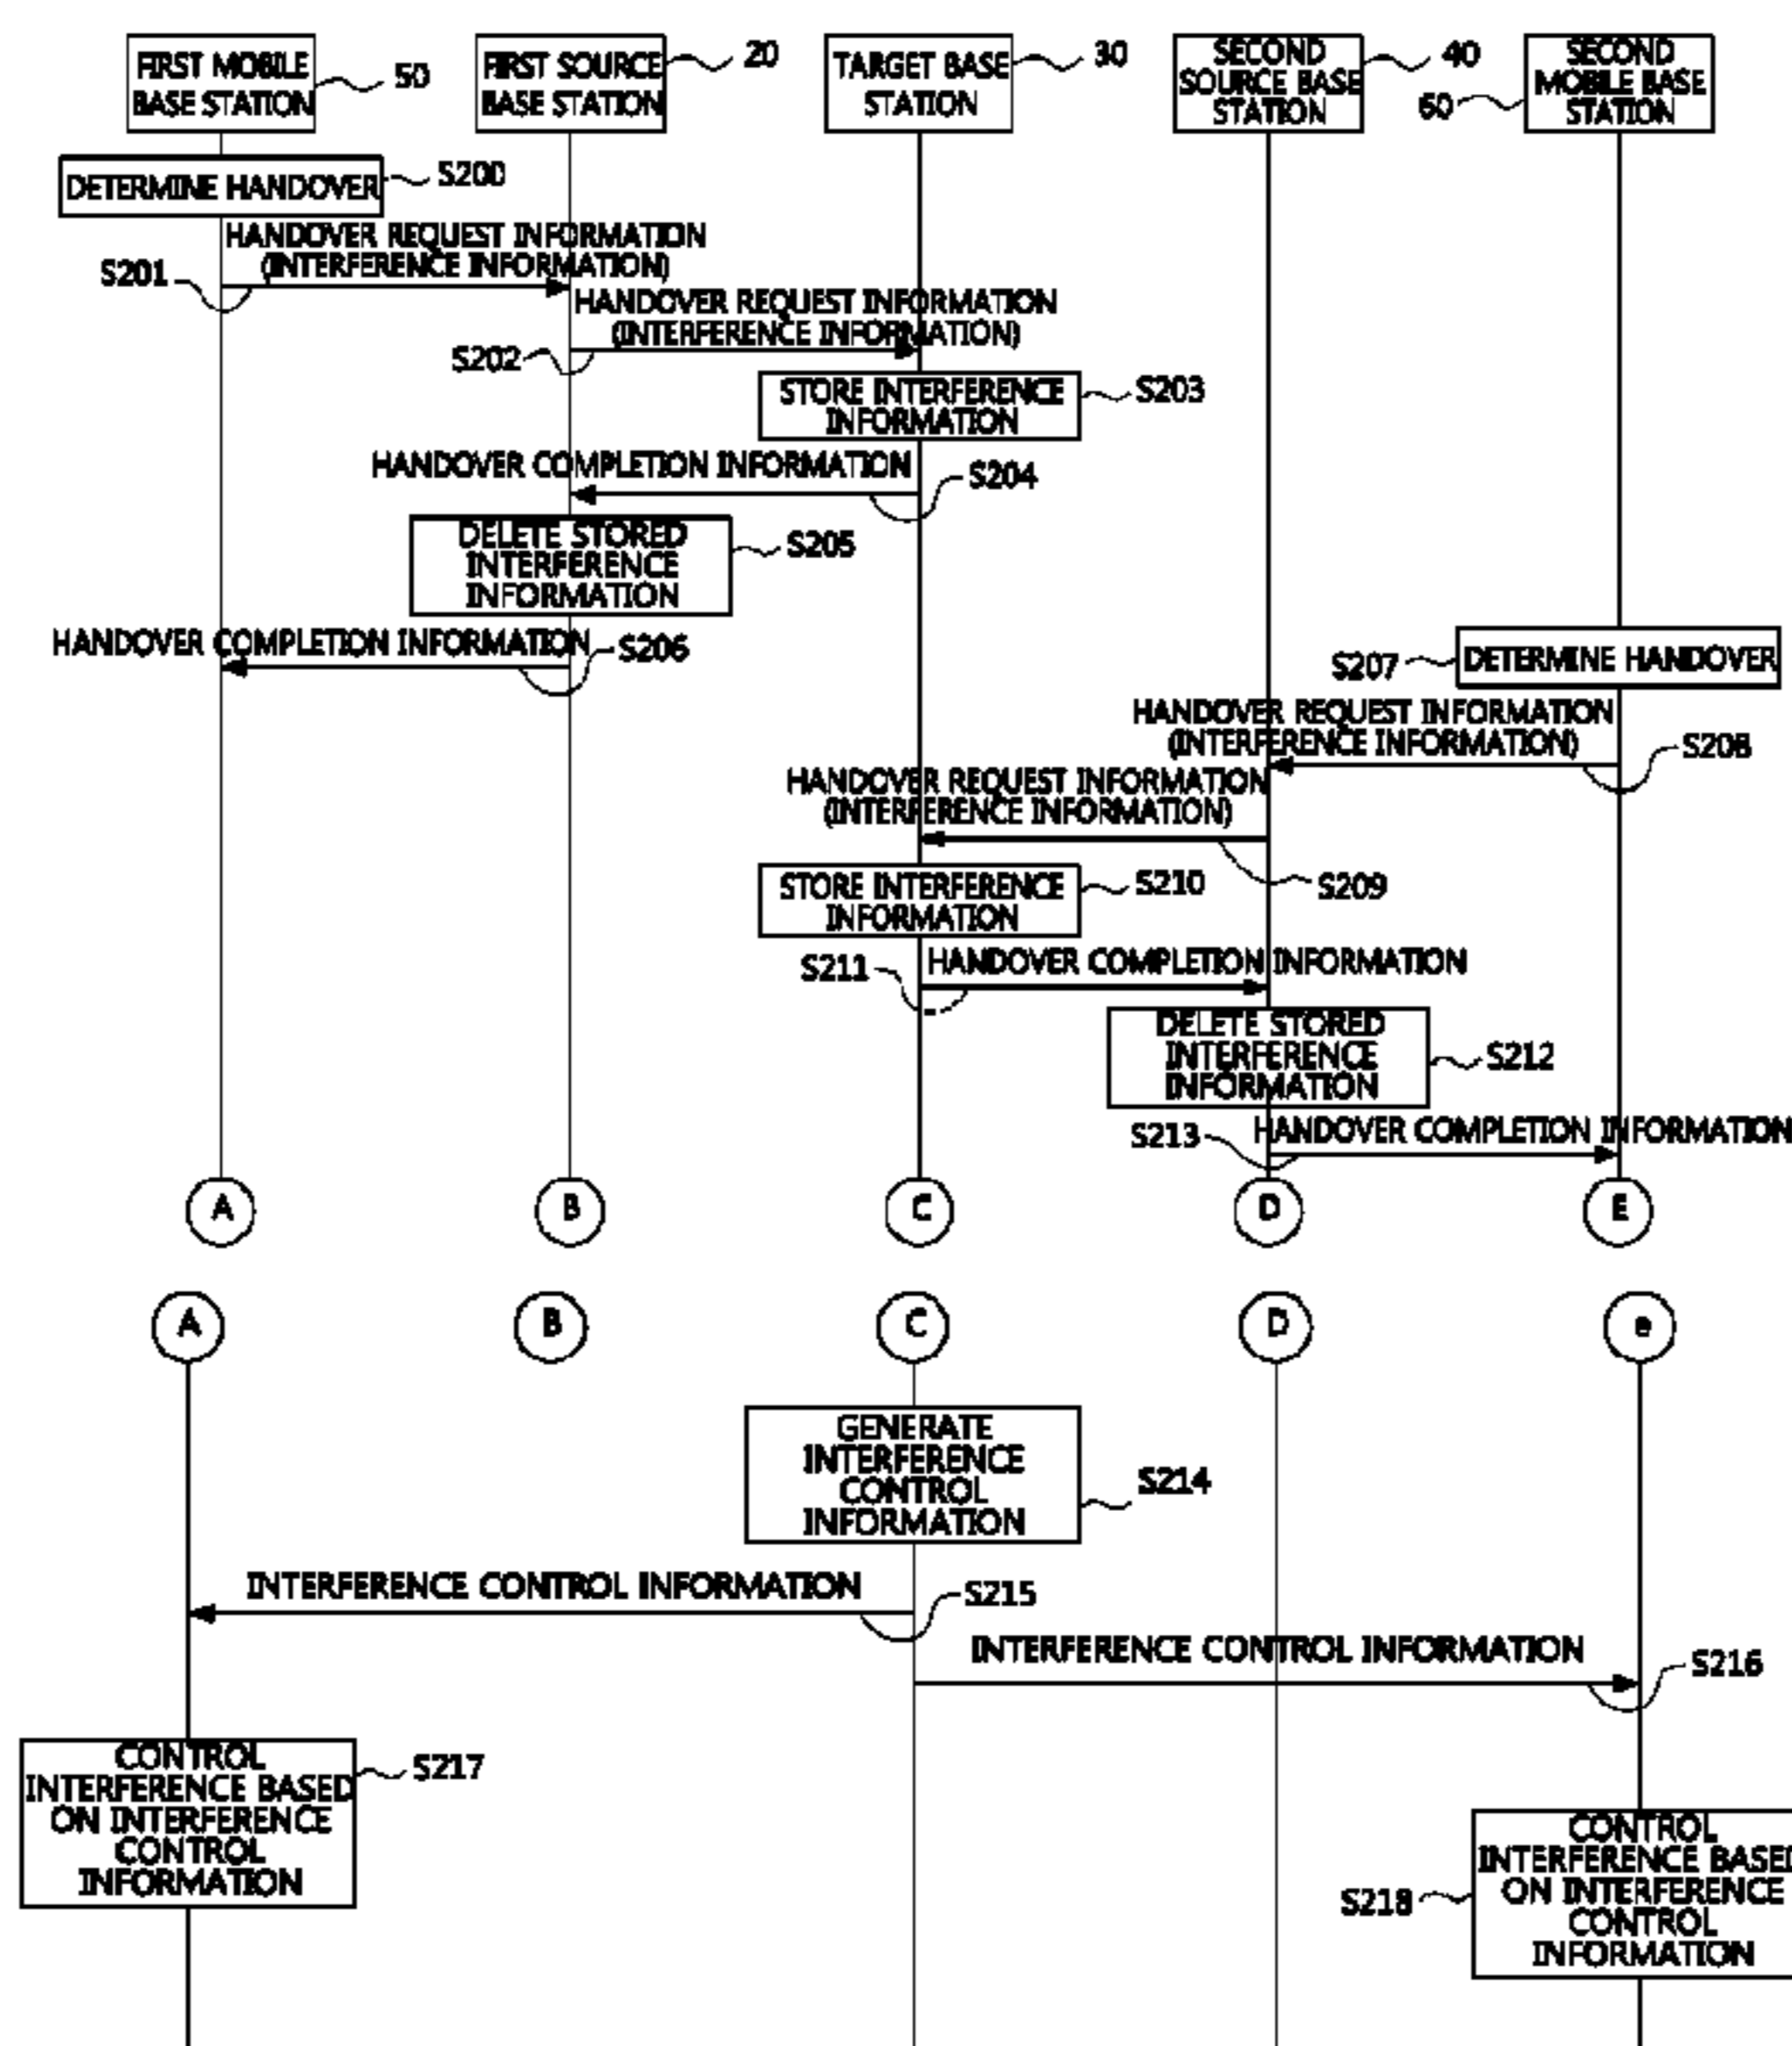 FIRST MOBILE
BASE STATION
50
FIRST SOURCE
BASE STATION
20
TARGET BASE
STATION
30
SECOND
SOURCE BASE
STATION
40
SECOND
MOBILE BASE
STATION
60
DETERMINE HANDOVER
S200
HANDOVER REQUEST INFORMATION
(INTERFERENCE INFORMATION)
S201
HANDOVER REQUEST INFORMATION
(INTERFERENCE INFORMATION)
S202
STORE INTERFERENCE
INFORMATION
S203
HANDOVER COMPLETION INFORMATION
S204
DELETE STORED
INTERFERENCE
INFORMATION
S205
HANDOVER COMPLETION INFORMATION
S206
S207
DETERMINE HANDOVER
HANDOVER REQUEST INFORMATION
(INTERFERENCE INFORMATION)
S208
HANDOVER REQUEST INFORMATION
(INTERFERENCE INFORMATION)
S209
STORE INTERFERENCE
INFORMATION
S210
S211
HANDOVER COMPLETION INFORMATION
DELETE STORED
INTERFERENCE
INFORMATION
S212
S213
HANDOVER COMPLETION INFORMATION
A
B
C
D
E
A
B
C
D
e
GENERATE
INTERFERENCE
CONTROL
INFORMATION
S214
INTERFERENCE CONTROL INFORMATION
S215
INTERFERENCE CONTROL INFORMATION
S216
CONTROL
INTERFERENCE BASED
ON INTERFERENCE
CONTROL
INFORMATION
S217
CONTROL
INTERFERENCE BASED
ON INTERFERENCE
CONTROL
INFORMATION
S218